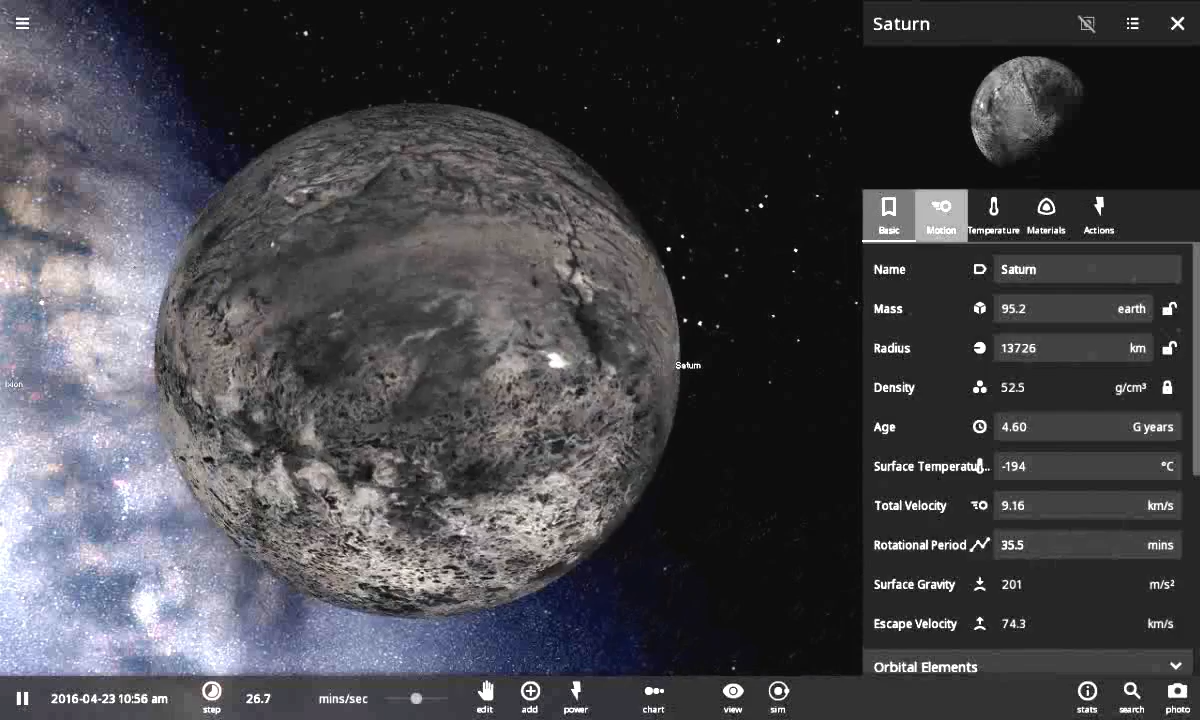 Saturn
Basic Motion Temperature Materials Actions
Name Saturn
Mass 95.2 earth
Radius 13726 km
Density 52.5 g/cm³
Age 4.60 G years
Surface Temperatu... -194 °C
Total Velocity 9.16 km/s
Rotational Period 35.5 mins
Surface Gravity 201 m/s²
Escape Velocity 74.3 km/s
Orbital Elements
Saturn
Ixion
2016-04-23 10:56 am step 26.7 mins/sec edit add power chart view sim stats search photo